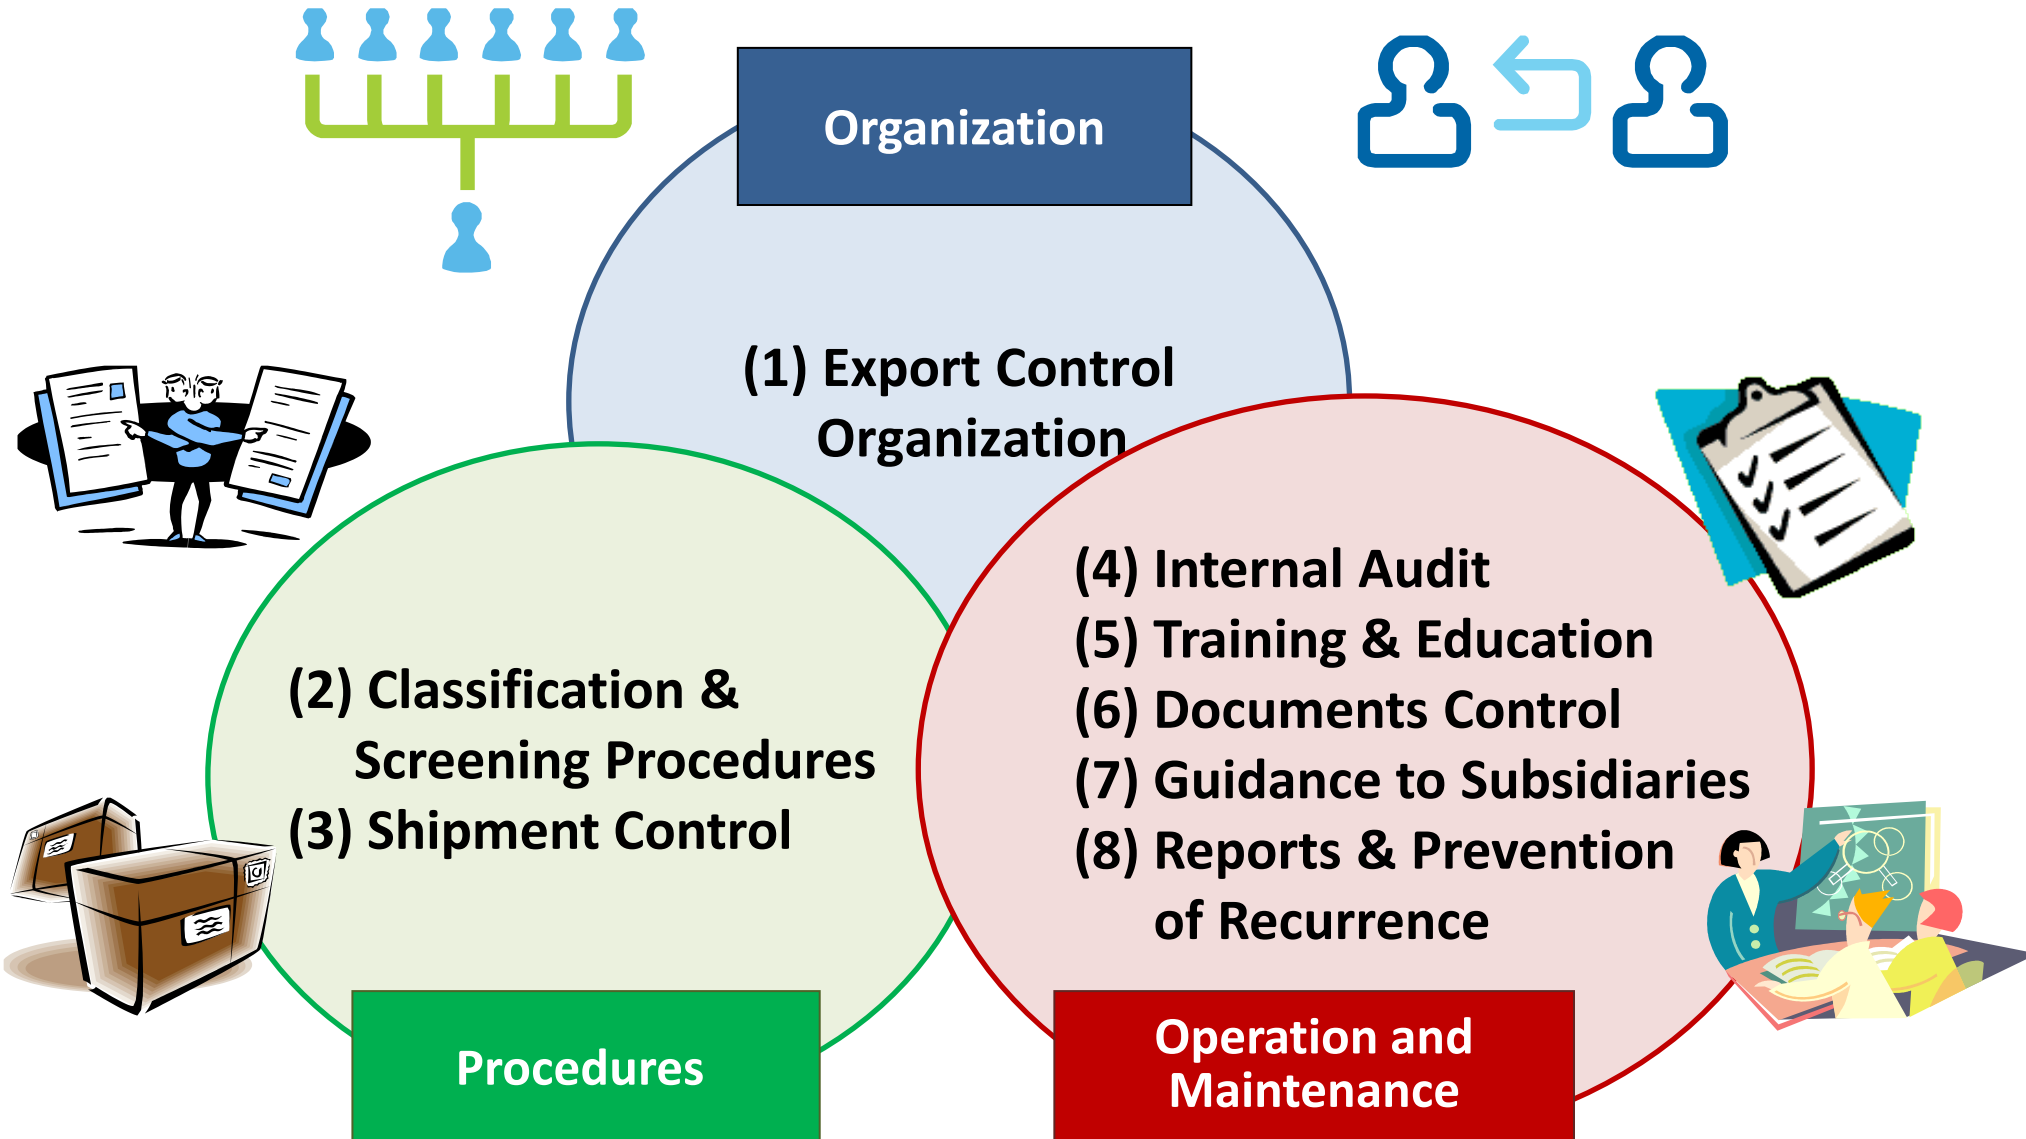 Organization
(1) Export Control
Organization
(2) Classification &
Screening Procedures
(3) Shipment Control
(4) Internal Audit
(5) Training & Education
(6) Documents Control
(7) Guidance to Subsidiaries
(8) Reports & Prevention
of Recurrence
Procedures
Operation and
Maintenance